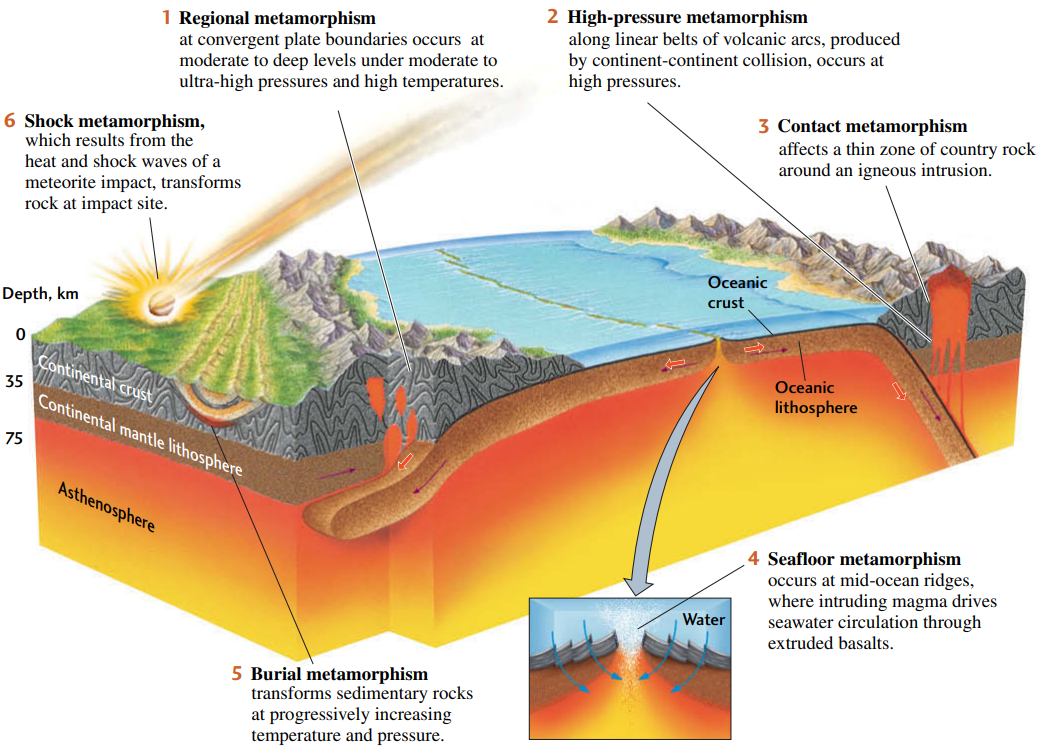 1 Regional metamorphism
at convergent plate boundaries occurs at
moderate to deep levels under moderate to
ultra-high pressures and high temperatures.
2 High-pressure metamorphism
along linear belts of volcanic arcs, produced
by continent-continent collision, occurs at
high pressures.
6 Shock metamorphism,
which results from the
heat and shock waves of a
meteorite impact, transforms
rock at impact site.
3 Contact metamorphism
affects a thin zone of country rock
around an igneous intrusion.
Depth, km
0
35
75
Continental crust
Continental mantle lithosphere
Asthenosphere
Oceanic
crust
Oceanic
lithosphere
4 Seafloor metamorphism
occurs at mid-ocean ridges,
where intruding magma drives
seawater circulation through
extruded basalts.
Water
5 Burial metamorphism
transforms sedimentary rocks
at progressively increasing
temperature and pressure.